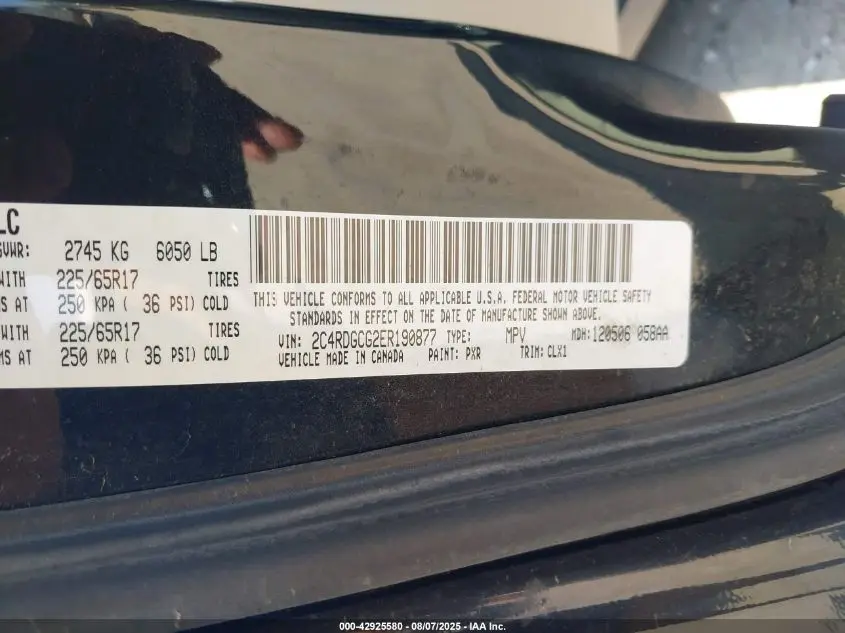 LC
GVWR: 2745 KG 6050 LB
WITH 225/65R17 TIRES
MS AT 250 KPA ( 36 PSI) COLD
WITH 225/65R17 TIRES
MS AT 250 KPA ( 36 PSI) COLD
THIS VEHICLE CONFORMS TO ALL APPLICABLE U.S.A. FEDERAL MOTOR VEHICLE SAFETY
STANDARDS IN EFFECT ON THE DATE OF MANUFACTURE SHOWN ABOVE.
VIN: 2C4RDGCG2ER190877 TYPE: MPV MDH: 120506 058AA
VEHICLE MADE IN CANADA PAINT: PXR TRIM: CLX1
000-42925580 - 08/07/2025 - IAA Inc.